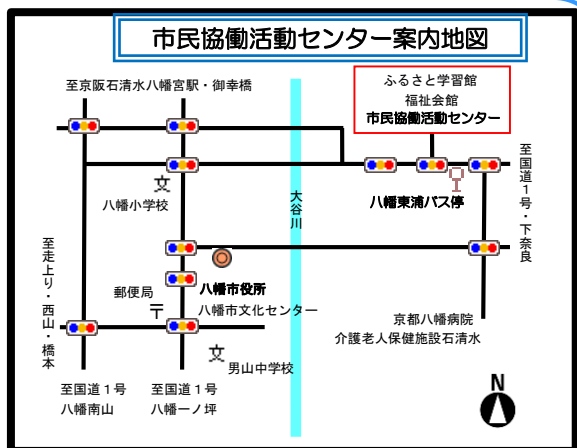 市民協働活動センター案内地図
至京阪石清水八幡宮駅・御幸橋
ふるさと学習館
福祉会館
市民協働活動センター
至国道1号・下奈良
文
八幡小学校
大谷川
八幡東浦バス停
至走上り・西山・橋本
郵便局
〒
八幡市役所
八幡市文化センター
京都八幡病院
介護老人保健施設石清水
文
男山中学校
至国道1号
八幡南山
至国道1号
八幡一ノ坪
N